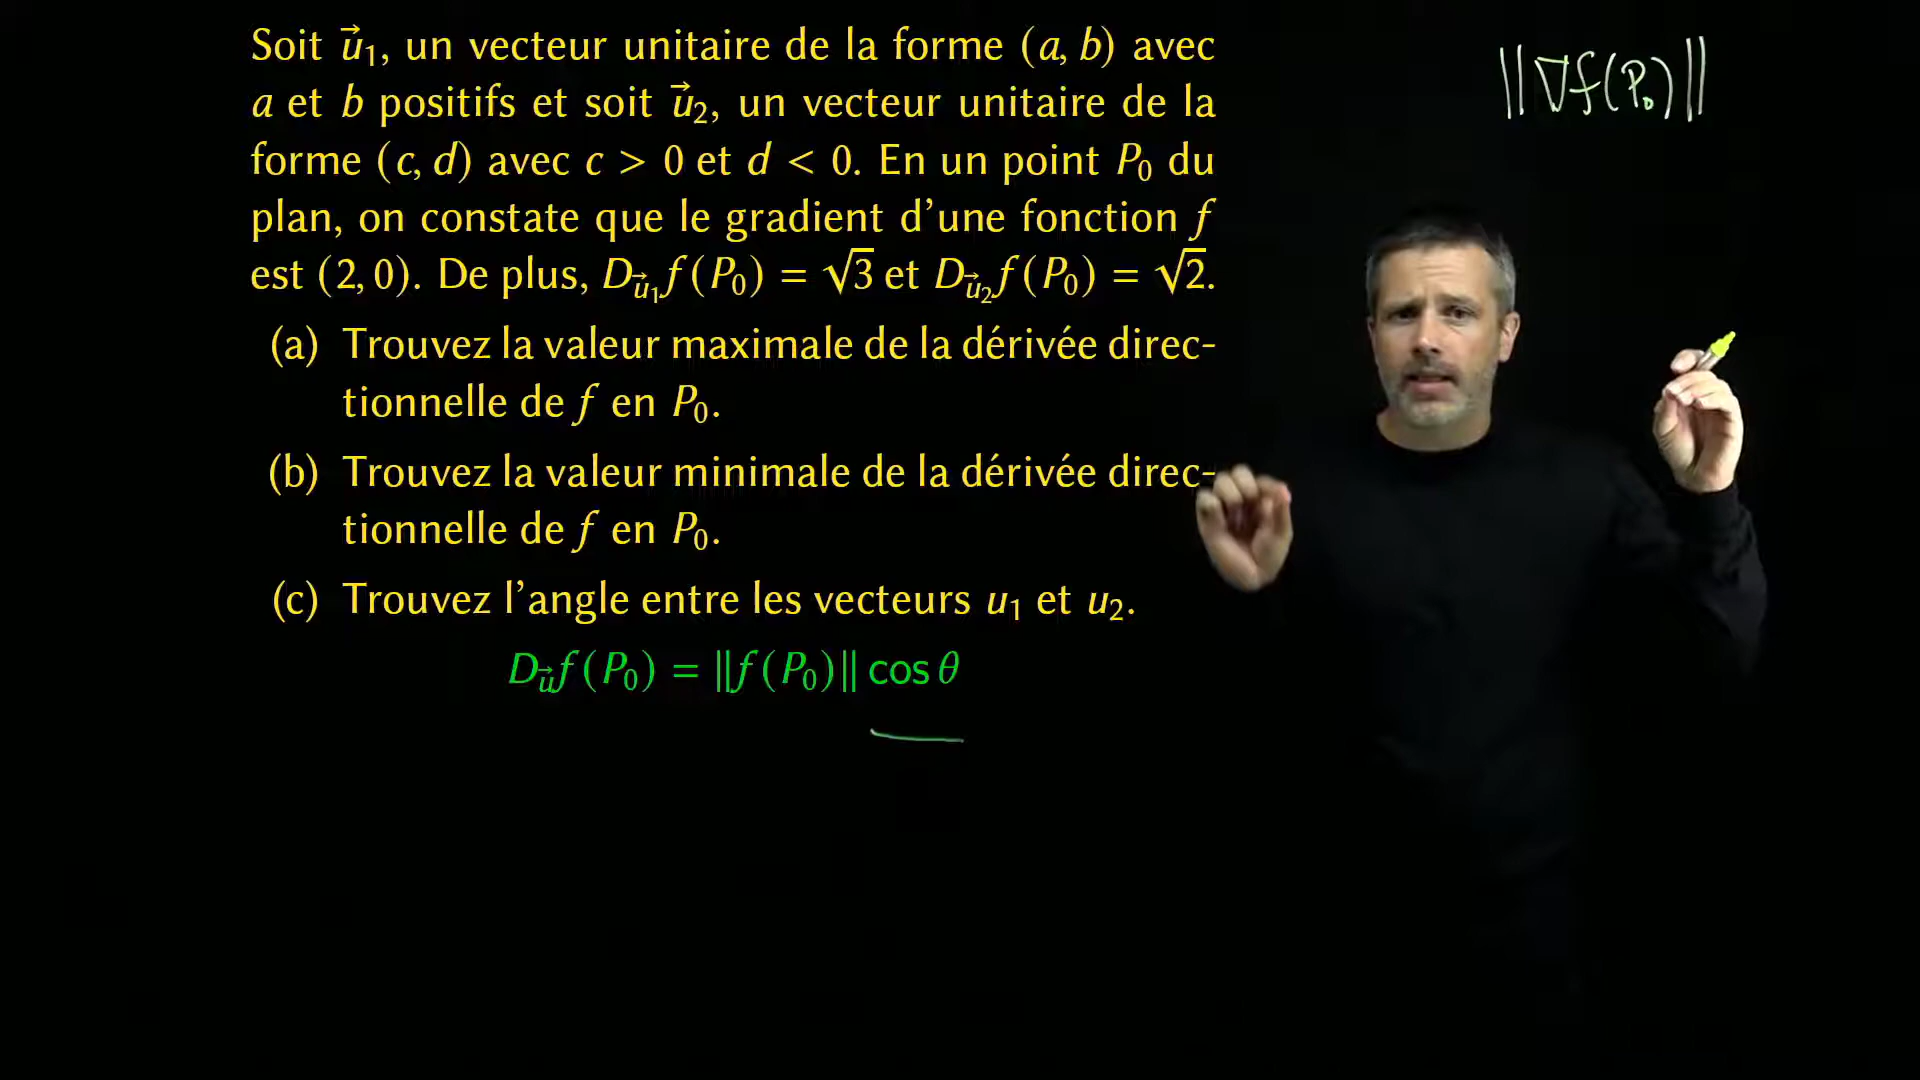 Soit u⃗₁, un vecteur unitaire de la forme (a, b) avec
a et b positifs et soit u⃗₂, un vecteur unitaire de la
forme (c, d) avec c > 0 et d < 0. En un point P₀ du
plan, on constate que le gradient d’une fonction f
est (2, 0). De plus, D_u⃗₁ f(P₀) = √3 et D_u⃗₂ f(P₀) = √2.
(a) Trouvez la valeur maximale de la dérivée direc-
tionnelle de f en P₀.
(b) Trouvez la valeur minimale de la dérivée direc-
tionnelle de f en P₀.
(c) Trouvez l’angle entre les vecteurs u₁ et u₂.
D_u⃗ f(P₀) = ||f(P₀)|| cos θ
||∇f(P₀)||